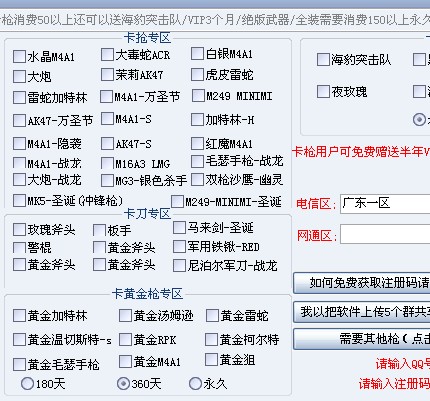 枪消费50以上还可以送海豹突击队/VIP3个月/绝版武器/全装需要消费150以上永久
卡抢专区
水晶M4A1 大毒蛇ACR 白银M4A1
大炮 茉莉AK47 虎皮雷蛇
雷蛇加特林 M4A1-万圣节 M249 MINIMI
AK47-万圣节 M4A1-S 加特林-H
M4A1-隐袭 AK47-S 红魔M4A1
M4A1-战龙 M16A3 LMG 毛瑟手枪-战龙
大炮-战龙 MG3-银色杀手 双枪沙鹰-幽灵
MK5-圣诞(冲锋枪) M249-MINIMI-圣诞
卡刀专区
玫瑰斧头 板手 马来剑-圣诞
警棍 黄金斧头 军用铁锹-RED
黄金斧头 黄金斧头 尼泊尔军刀-战龙
卡黄金枪专区
黄金加特林 黄金汤姆逊 黄金雷蛇
黄金温切斯特-s 黄金RPK 黄金柯尔特
黄金毛瑟手枪 黄金M4A1 黄金狙
180天 360天 永久
海豹突击队
夜玫瑰
卡枪用户可免费赠送半年V
电信区: 广东一区
网通区:
如何免费获取注册码请
我以把软件上传5个群共享
需要其他枪（点击
请输入QQ号
请输入注册码